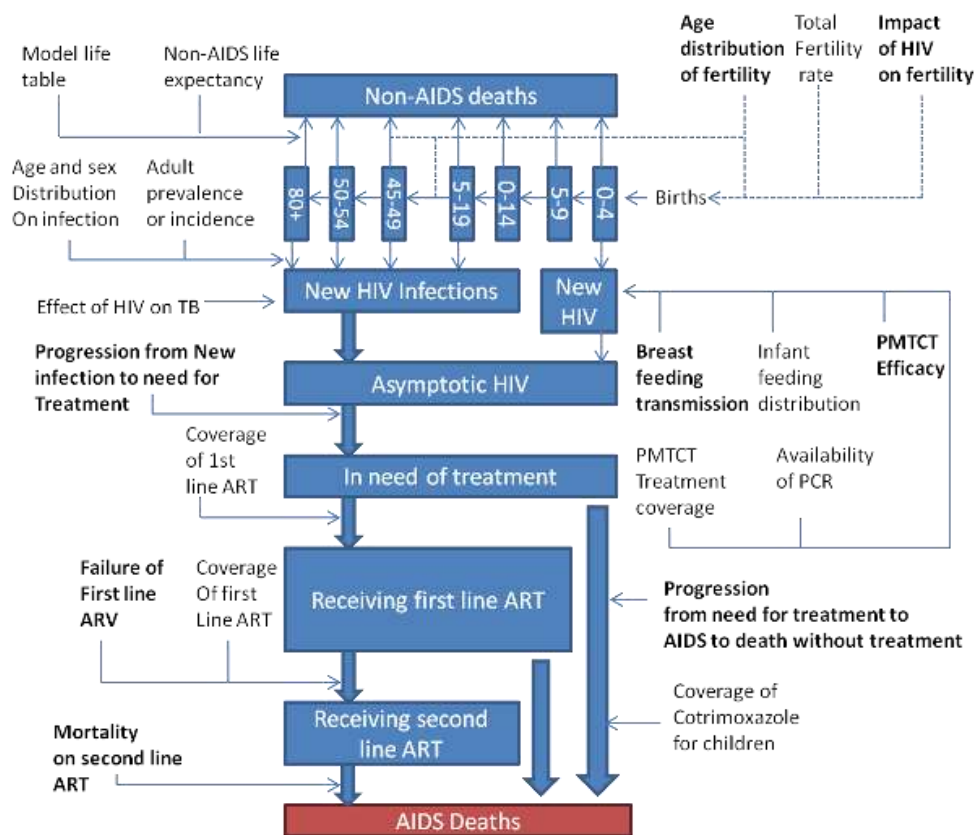 Model life
table
Non-AIDS life
expectancy
Age
distribution
of fertility
Total
Fertility
rate
Impact
of HIV
on fertility
Non-AIDS deaths
Age and sex
Distribution
On infection
Adult
prevalence
or incidence
80+
50-54
45-49
5-19
0-14
5-9
0-4
Births
New HIV Infections
New
HIV
Effect of HIV on TB
Progression from New
infection to need for
Treatment
Asymptotic HIV
Breast
feeding
transmission
Infant
feeding
distribution
PMTCT
Efficacy
Coverage
of 1st
line ART
In need of treatment
PMTCT
Treatment
coverage
Availability
of PCR
Failure of
First line
ARV
Coverage
Of first
Line ART
Receiving first line ART
Progression
from need for treatment to
AIDS to death without treatment
Mortality
on second line
ART
Receiving second
line ART
Coverage of
Cotrimoxazole
for children
AIDS Deaths